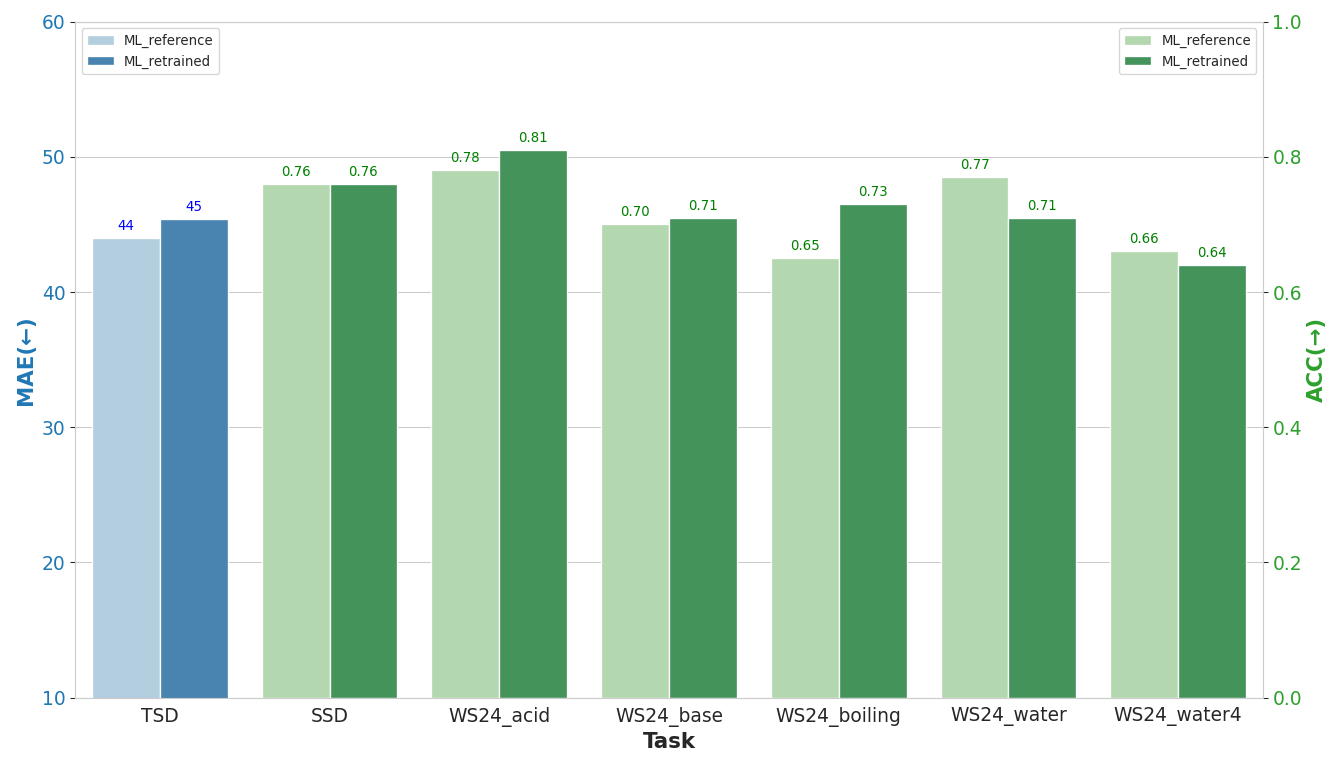 60
50
40
30
20
10
MAE(←)
ML_reference
ML_retrained
ML_reference
ML_retrained
1.0
0.8
0.6
0.4
0.2
0.0
ACC(→)
44
45
0.76
0.76
0.78
0.81
0.70
0.71
0.65
0.73
0.77
0.71
0.66
0.64
TSD
SSD
WS24_acid
WS24_base
WS24_boiling
WS24_water
WS24_water4
Task